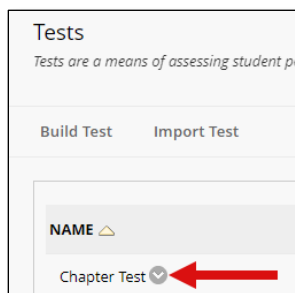 Tests
Tests are a means of assessing student
Build Test Import Test
NAME
Chapter Test